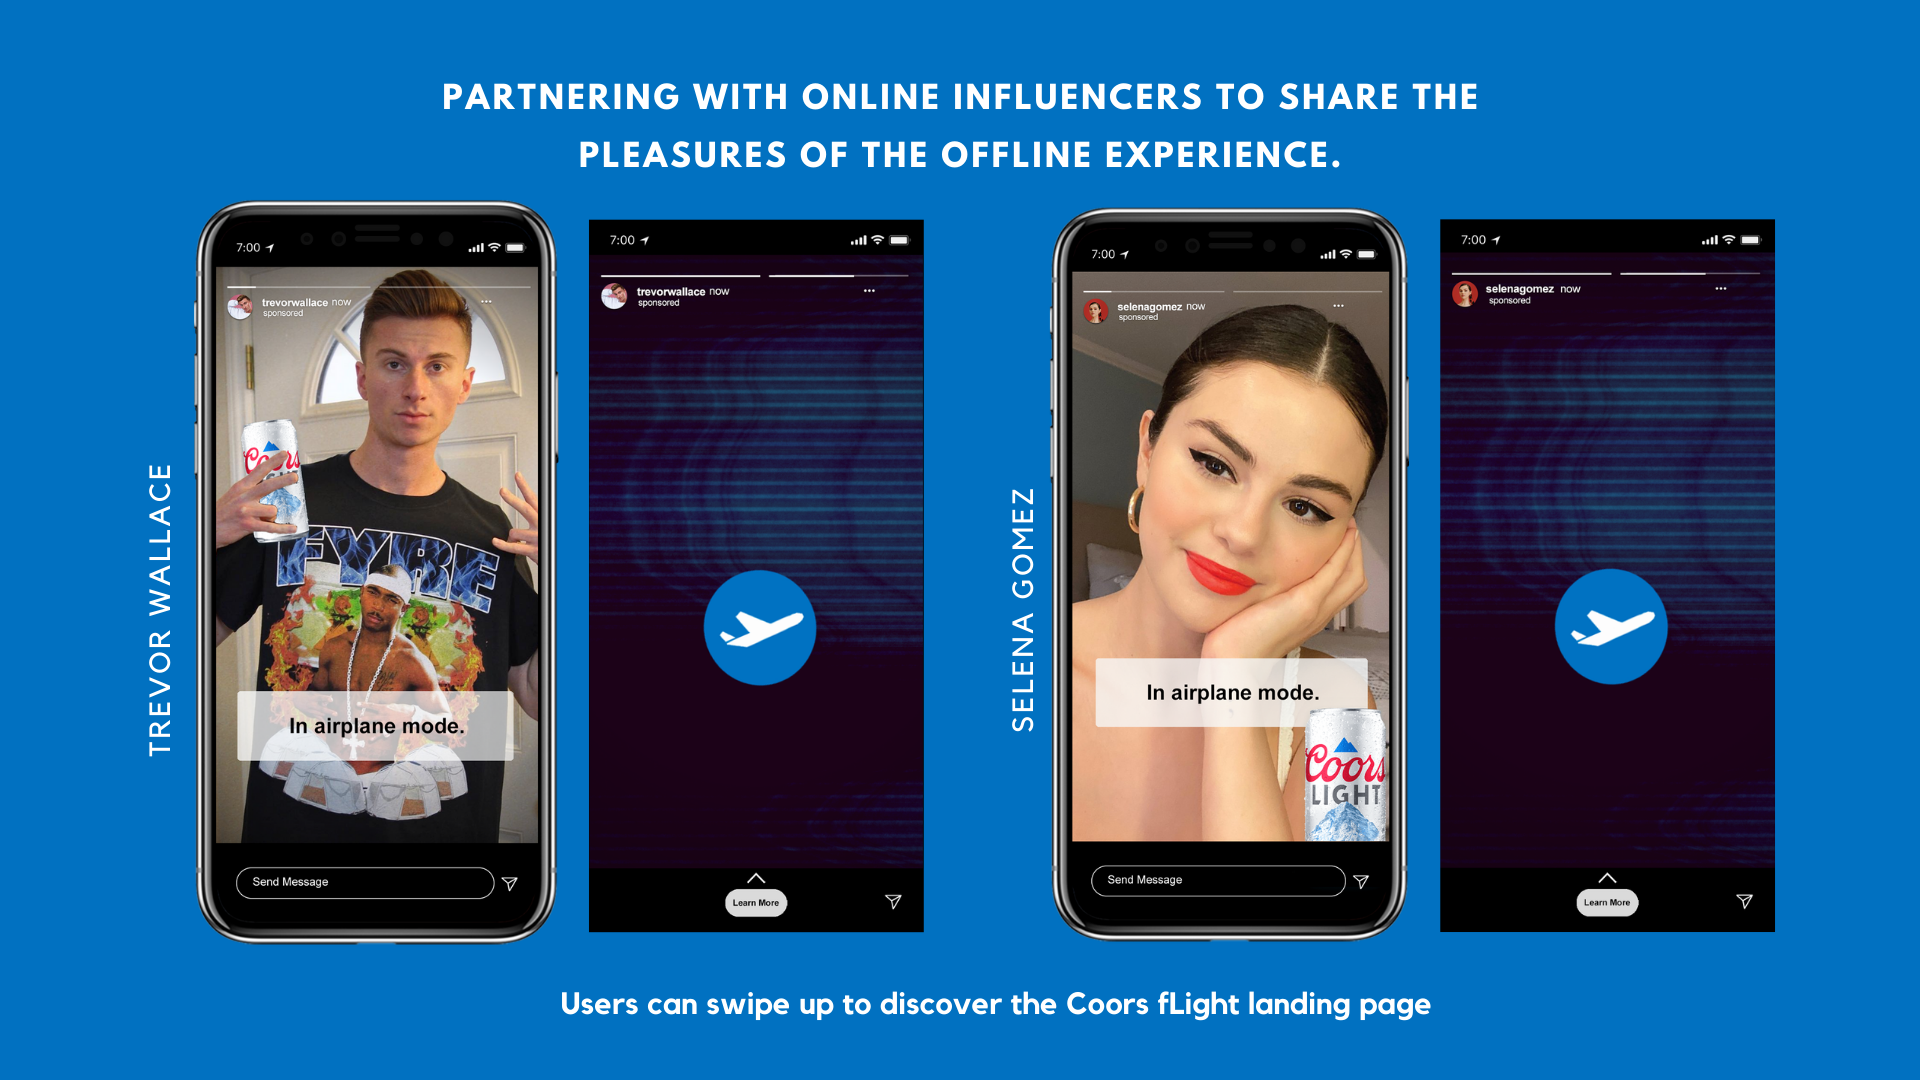 PARTNERING WITH ONLINE INFLUENCERS TO SHARE THE
PLEASURES OF THE OFFLINE EXPERIENCE.
TREVOR WALLACE
7:00
trevorwallace now
sponsored
Coors
LIGHT
FYRE
In airplane mode.
Send Message
7:00
trevorwallace now
sponsored
Learn More
SELENA GOMEZ
7:00
selenagomez now
sponsored
In airplane mode.
Coors
LIGHT
Send Message
7:00
selenagomez now
sponsored
Learn More
Users can swipe up to discover the Coors fLight landing page